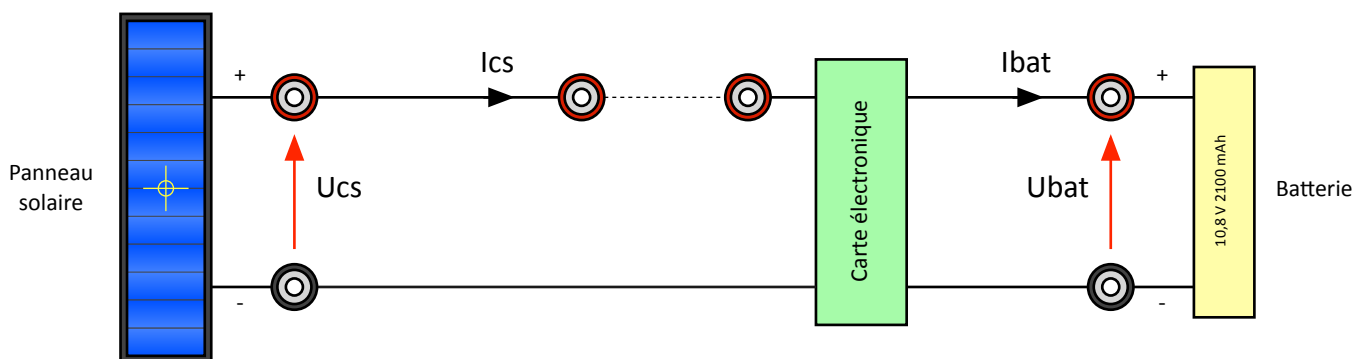 Panneau
solaire
+
-
Ucs
Ics
Carte électronique
Ibat
Ubat
+
-
10,8 V 2100 mAh
Batterie